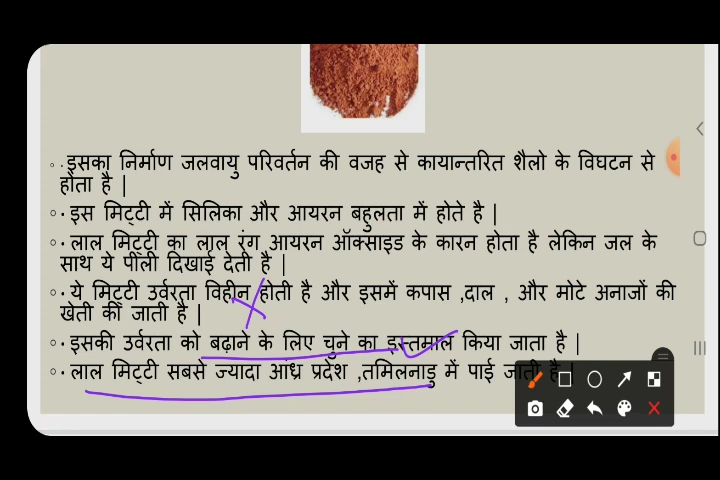 इसका निर्माण जलवायु परिवर्तन की वजह से कायान्तरित शैलो के विघटन से
होता है |
इस मिट्टी में सिलिका और आयरन बहुलता में होते है |
लाल मिट्टी का लाल रंग आयरन ऑक्साइड के कारन होता है लेकिन जल के
साथ ये पीली दिखाई देती है |
ये मिट्टी उर्वरता विहीन होती है और इसमें कपास ,दाल , और मोटे अनाजों की
खेती की जाती है |
इसकी उर्वरता को बढ़ाने के लिए चुने का इस्तमाल किया जाता है |
लाल मिट्टी सबसे ज्यादा आंध्र प्रदेश ,तमिलनाडु में पाई जाती है |